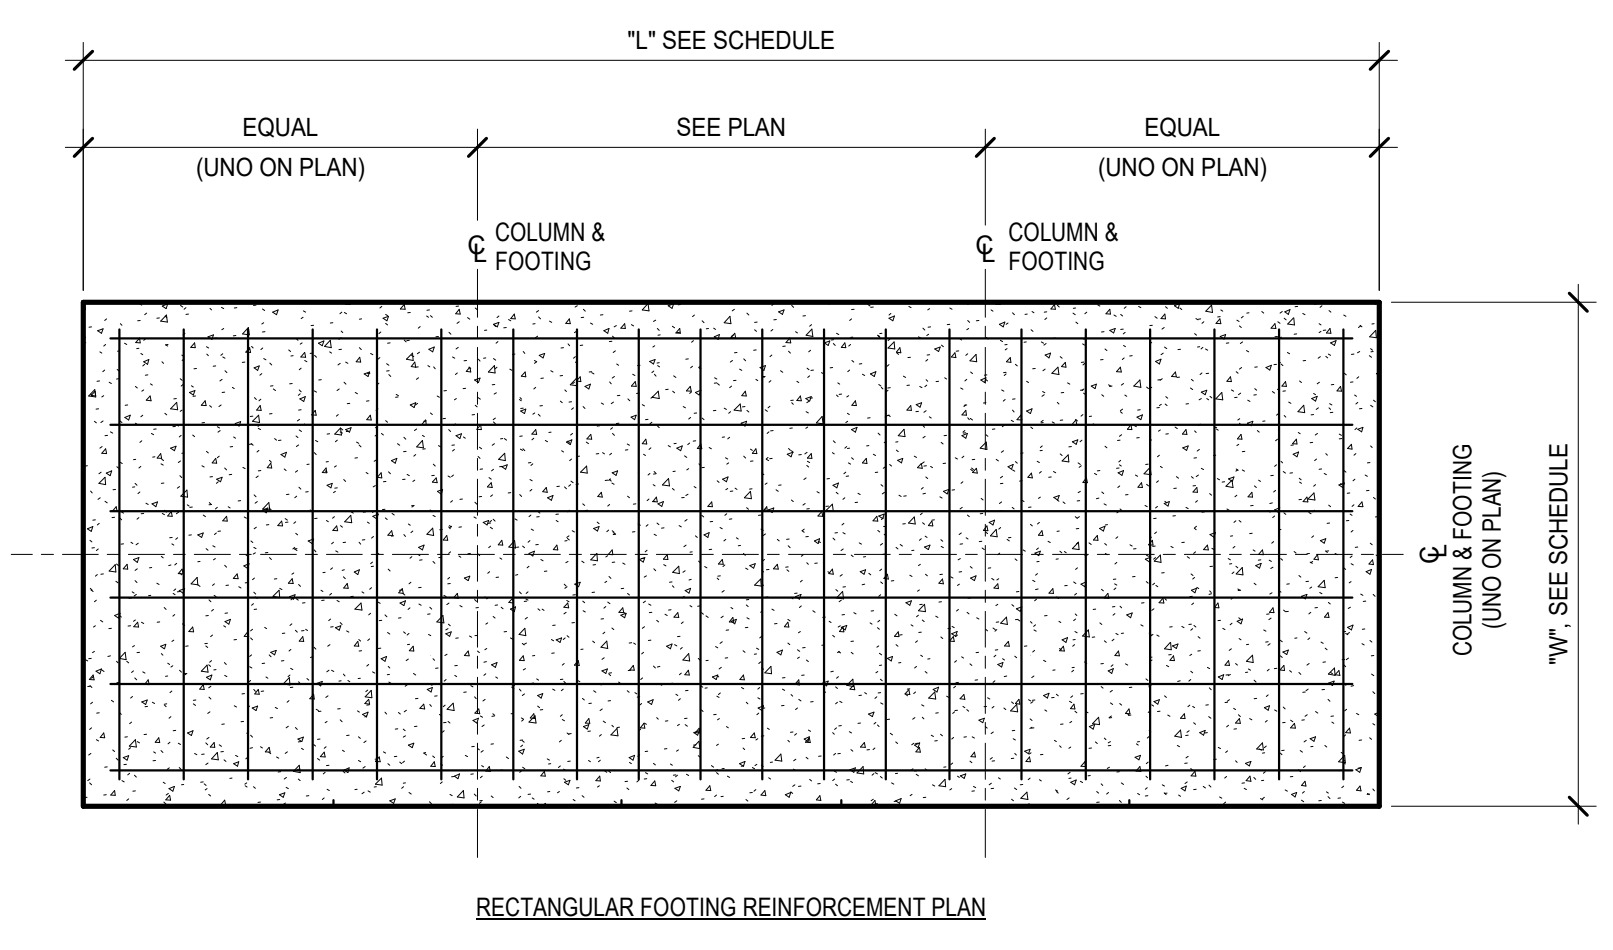 "L" SEE SCHEDULE
EQUAL
(UNO ON PLAN)
SEE PLAN
EQUAL
(UNO ON PLAN)
℄ COLUMN &
FOOTING
℄ COLUMN &
FOOTING
℄
COLUMN & FOOTING
(UNO ON PLAN)
"W", SEE SCHEDULE
RECTANGULAR FOOTING REINFORCEMENT PLAN